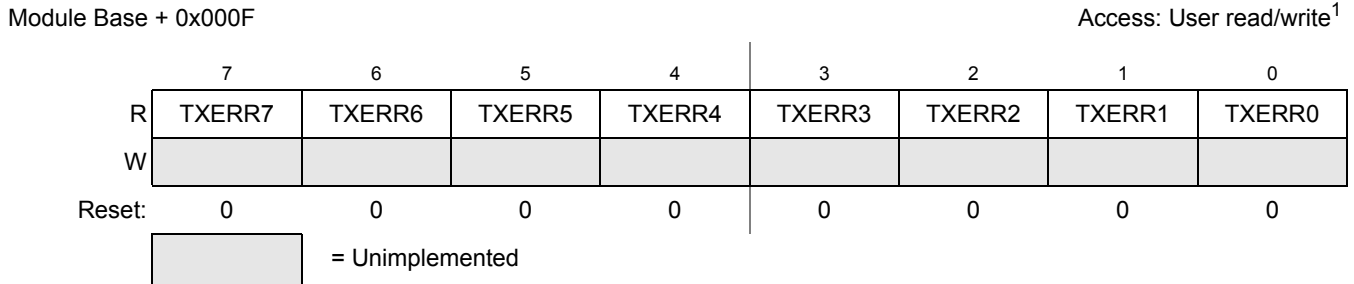 Module Base + 0x000F Access: User read/write1
7 6 5 4 3 2 1 0
R TXERR7 TXERR6 TXERR5 TXERR4 TXERR3 TXERR2 TXERR1 TXERR0
W
Reset: 0 0 0 0 0 0 0 0
= Unimplemented